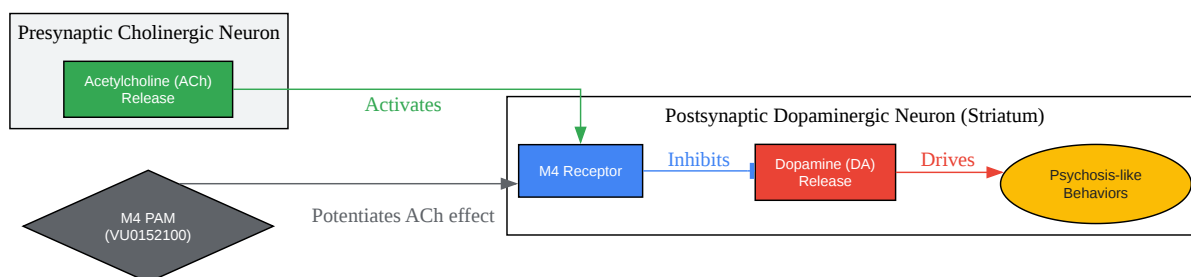 Presynaptic Cholinergic Neuron
Acetylcholine (ACh)
Release
Activates
Postsynaptic Dopaminergic Neuron (Striatum)
M4 Receptor
Inhibits
Dopamine (DA)
Release
Drives
Psychosis-like
Behaviors
M4 PAM
(VU0152100)
Potentiates ACh effect